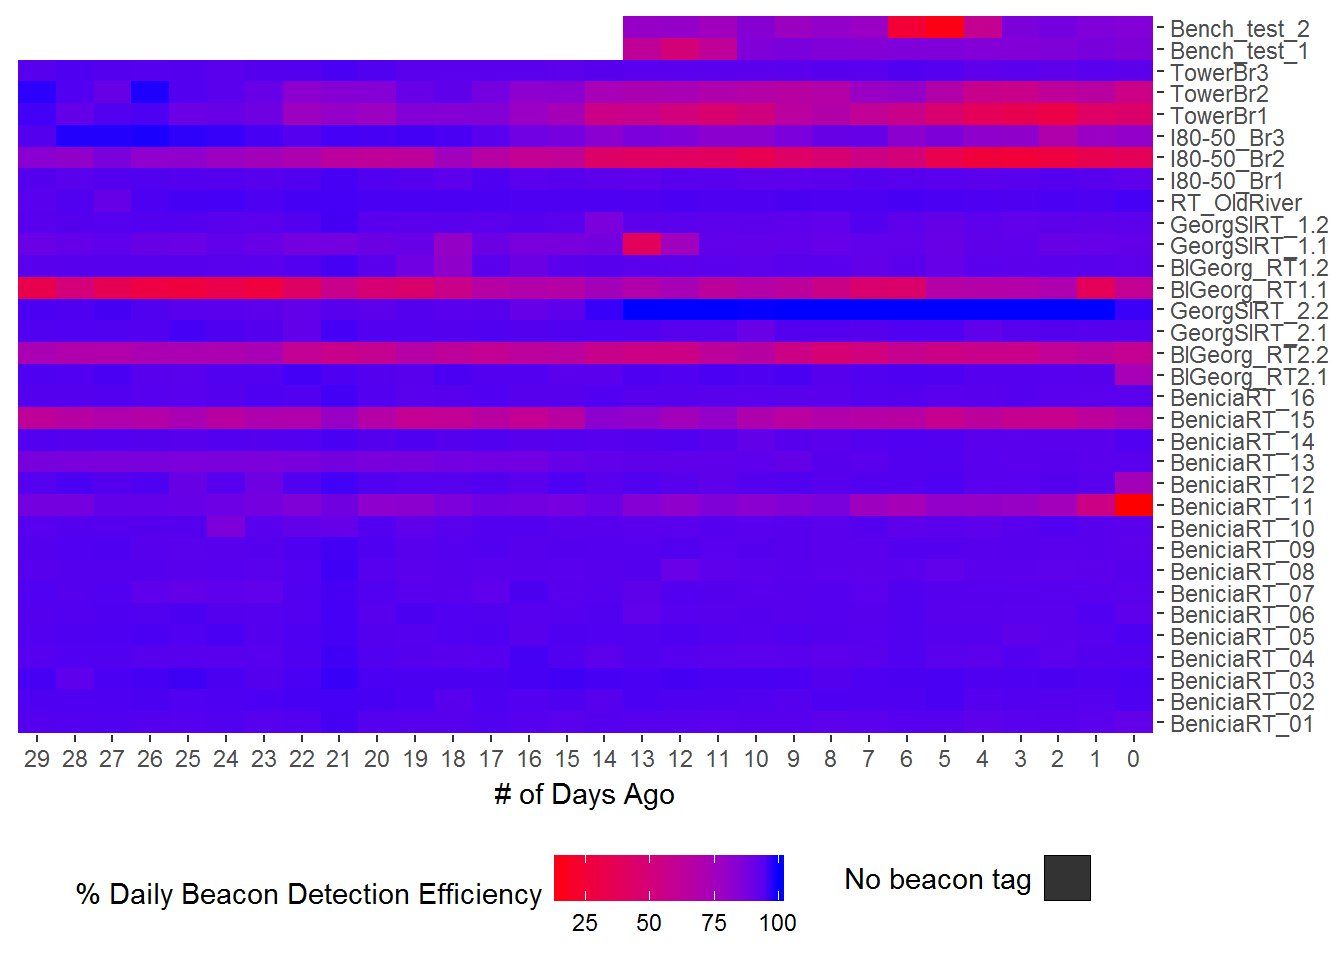 Bench_test_2
Bench_test_1
TowerBr3
TowerBr2
TowerBr1
I80-50_Br3
I80-50_Br2
I80-50_Br1
RT_OldRiver
GeorgSlRT_1.2
GeorgSlRT_1.1
BlGeorg_RT1.2
BlGeorg_RT1.1
GeorgSlRT_2.2
GeorgSlRT_2.1
BlGeorg_RT2.2
BlGeorg_RT2.1
BeniciaRT_16
BeniciaRT_15
BeniciaRT_14
BeniciaRT_13
BeniciaRT_12
BeniciaRT_11
BeniciaRT_10
BeniciaRT_09
BeniciaRT_08
BeniciaRT_07
BeniciaRT_06
BeniciaRT_05
BeniciaRT_04
BeniciaRT_03
BeniciaRT_02
BeniciaRT_01
29 28 27 26 25 24 23 22 21 20 19 18 17 16 15 14 13 12 11 10 9 8 7 6 5 4 3 2 1 0
# of Days Ago
% Daily Beacon Detection Efficiency
25 50 75 100
No beacon tag